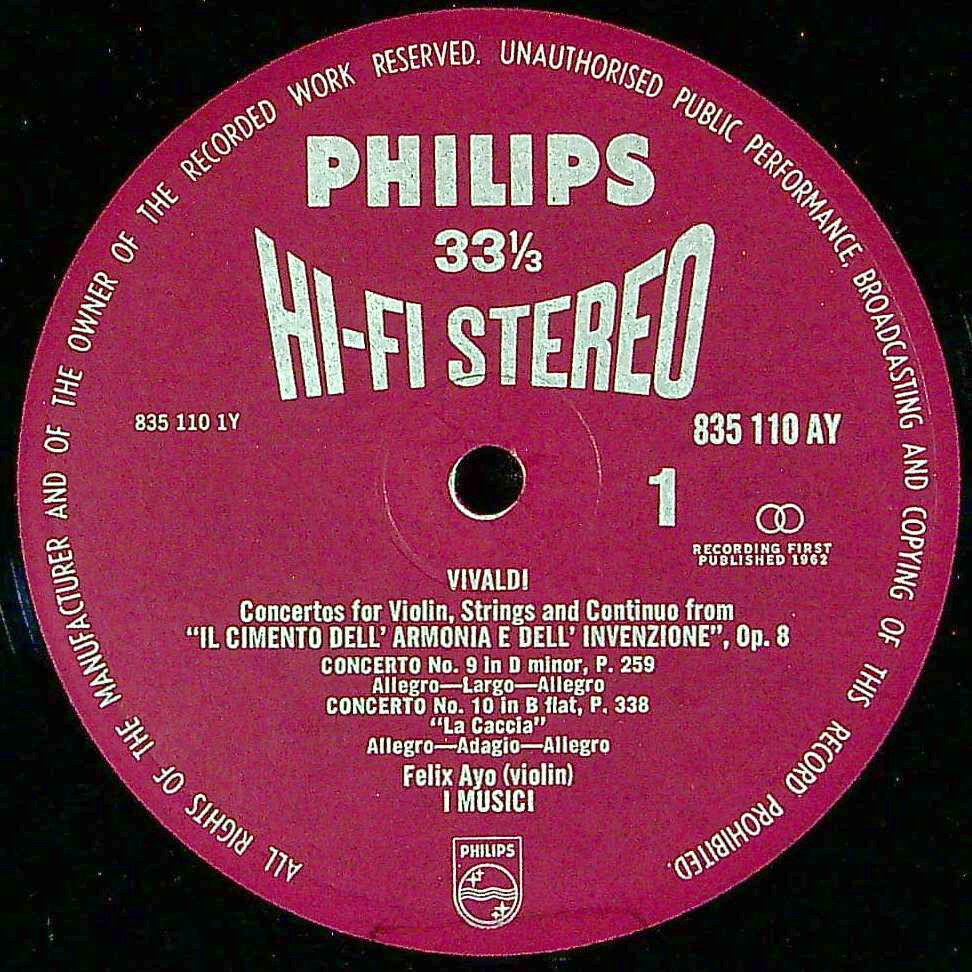 ALL RIGHTS OF THE MANUFACTURER AND OF THE OWNER OF THE RECORDED WORK RESERVED. UNAUTHORISED PUBLIC PERFORMANCE, BROADCASTING AND COPYING OF THIS RECORD PROHIBITED.
PHILIPS
33⅓
HI-FI STEREO
835 110 1Y
835 110 AY
1
RECORDING FIRST
PUBLISHED 1962
VIVALDI
Concertos for Violin, Strings and Continuo from
“IL CIMENTO DELL’ ARMONIA E DELL’ INVENZIONE”, Op. 8
CONCERTO No. 9 in D minor, P. 259
Allegro—Largo—Allegro
CONCERTO No. 10 in B flat, P. 338
“La Caccia”
Allegro—Adagio—Allegro
Felix Ayo (violin)
I MUSICI
PHILIPS